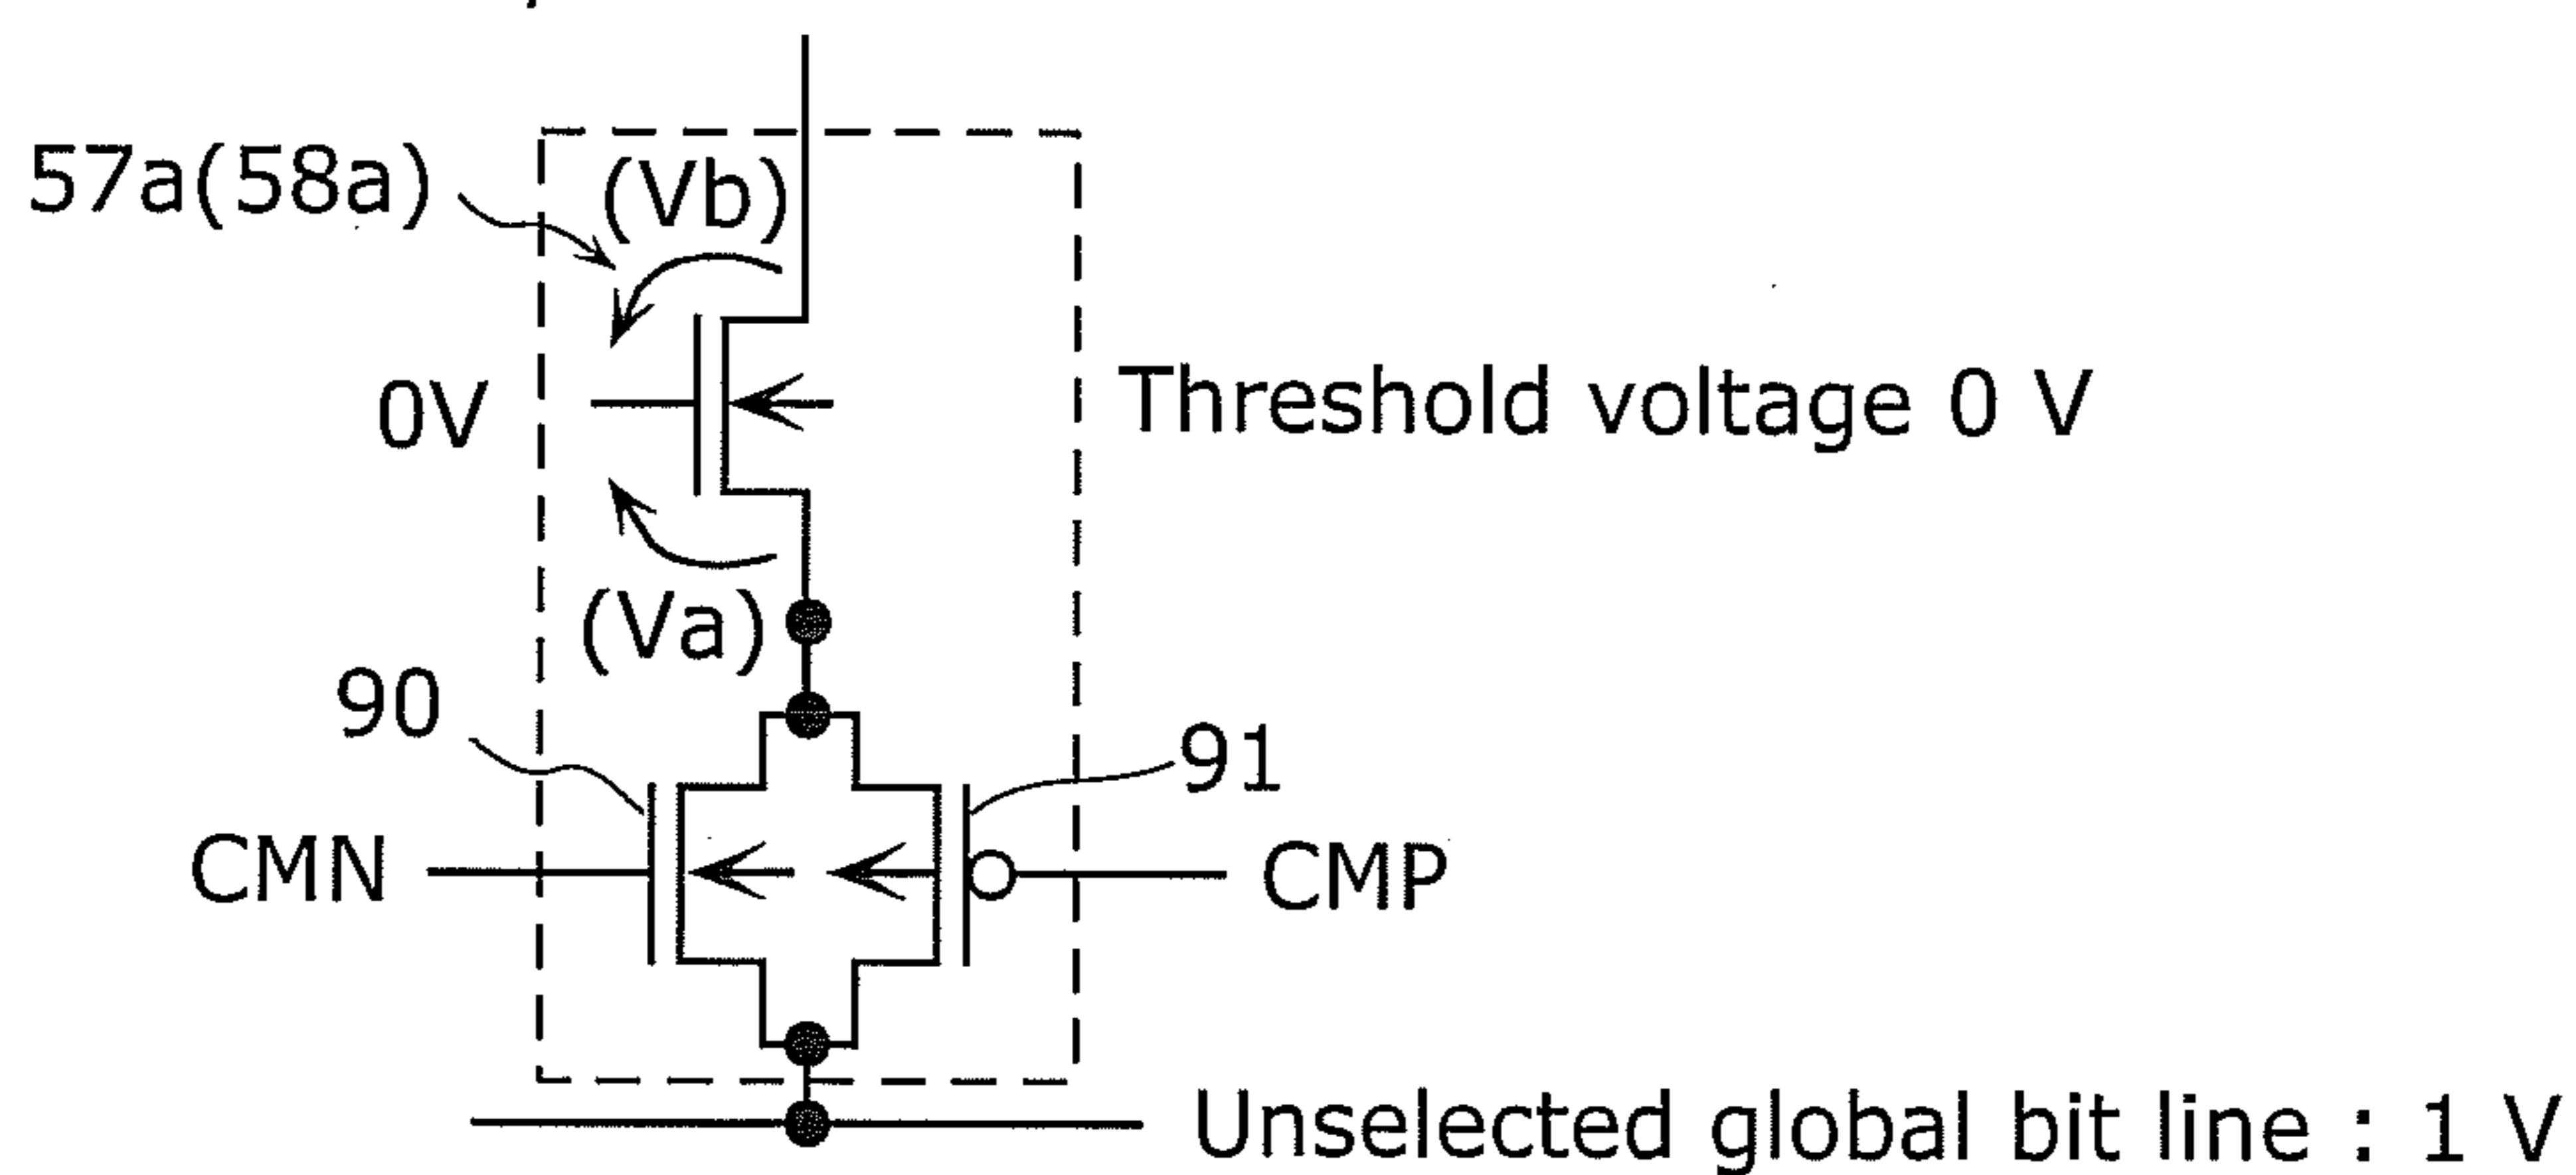 57a(58a)
(Vb)
0V
Threshold voltage 0 V
(Va)
90
91
CMN
CMP
Unselected global bit line : 1 V